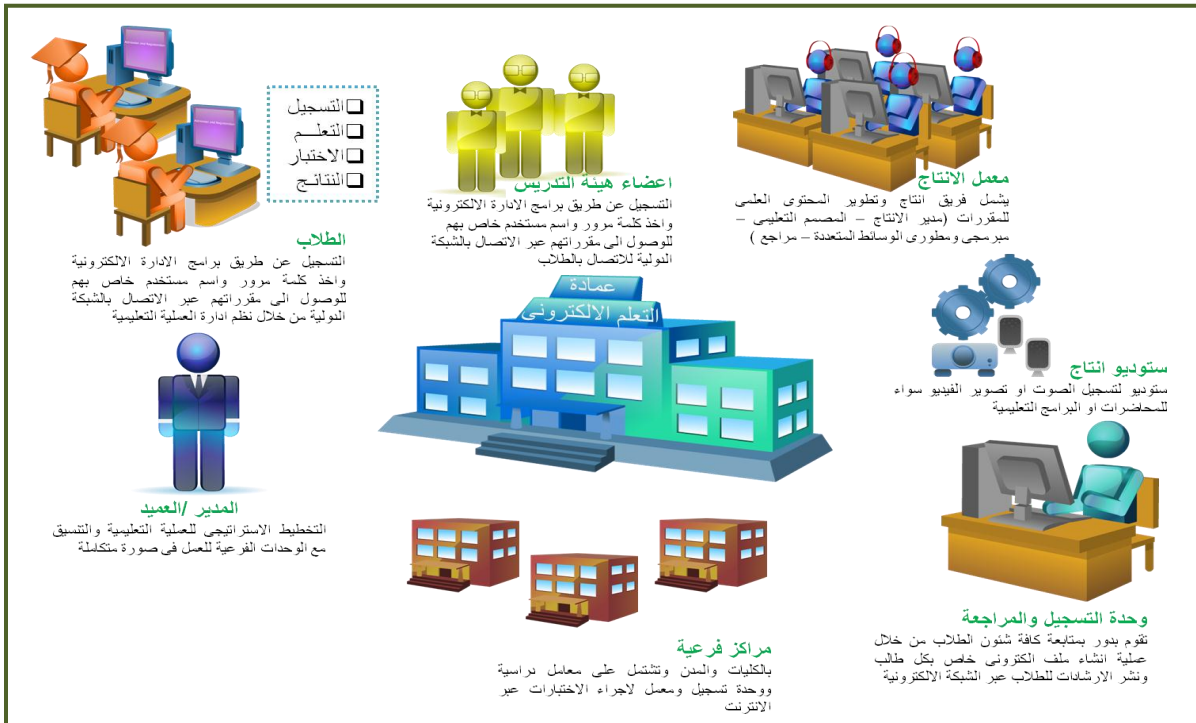 معمل الانتاج
يشمل فريق انتاج وتطوير المحتوى العلمى
للمقررات (مدير الانتاج – المصمم التعليمى –
مبرمجى ومطورى الوسائط المتعددة – مراجع )
اعضاء هيئة التدريس
التسجيل عن طريق برامج الادارة الالكترونية
واخذ كلمة مرور واسم مستخدم خاص بهم
للوصول الى مقرراتهم عبر الاتصال بالشبكة
الدولية للاتصال بالطلاب
❑التسجيل
❑التعلـــم
❑الاختبار
❑النتائـج
الطلاب
التسجيل عن طريق برامج الادارة الالكترونية
واخذ كلمة مرور واسم مستخدم خاص بهم
للوصول الى مقرراتهم عبر الاتصال بالشبكة
الدولية من خلال نظم ادارة العملية التعليمية
عمادة
التعلم الالكترونى
ستوديو انتاج
ستوديو لتسجيل الصوت او تصوير الفيديو سواء
للمحاضرات او البرامج التعليمية
المدير /العميد
التخطيط الاستراتيجى للعملية التعليمية والتنسيق
مع الوحدات الفرعية للعمل فى صورة متكاملة
وحدة التسجيل والمراجعة
تقوم بدور بمتابعة كافة شئون الطلاب من خلال
عملية انشاء ملف الكترونى خاص بكل طالب
ونشر الارشادات للطلاب عبر الشبكة الالكترونية
مراكز فرعية
بالكليات والمدن وتشتمل على معامل دراسية
ووحدة تسجيل ومعمل لاجراء الاختبارات عبر
الانترنت